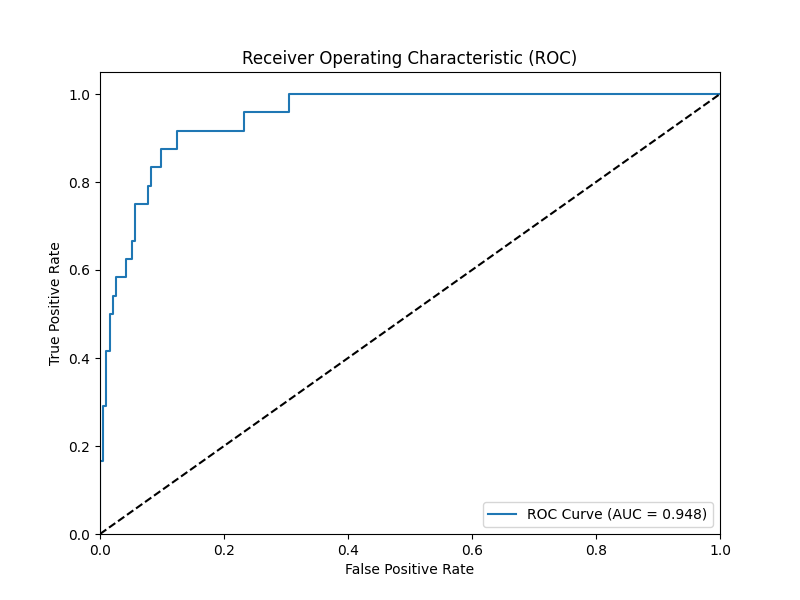 Receiver Operating Characteristic (ROC)
1.0
0.8
0.6
0.4
0.2
0.0
True Positive Rate
ROC Curve (AUC = 0.948)
0.0 0.2 0.4 0.6 0.8 1.0
False Positive Rate